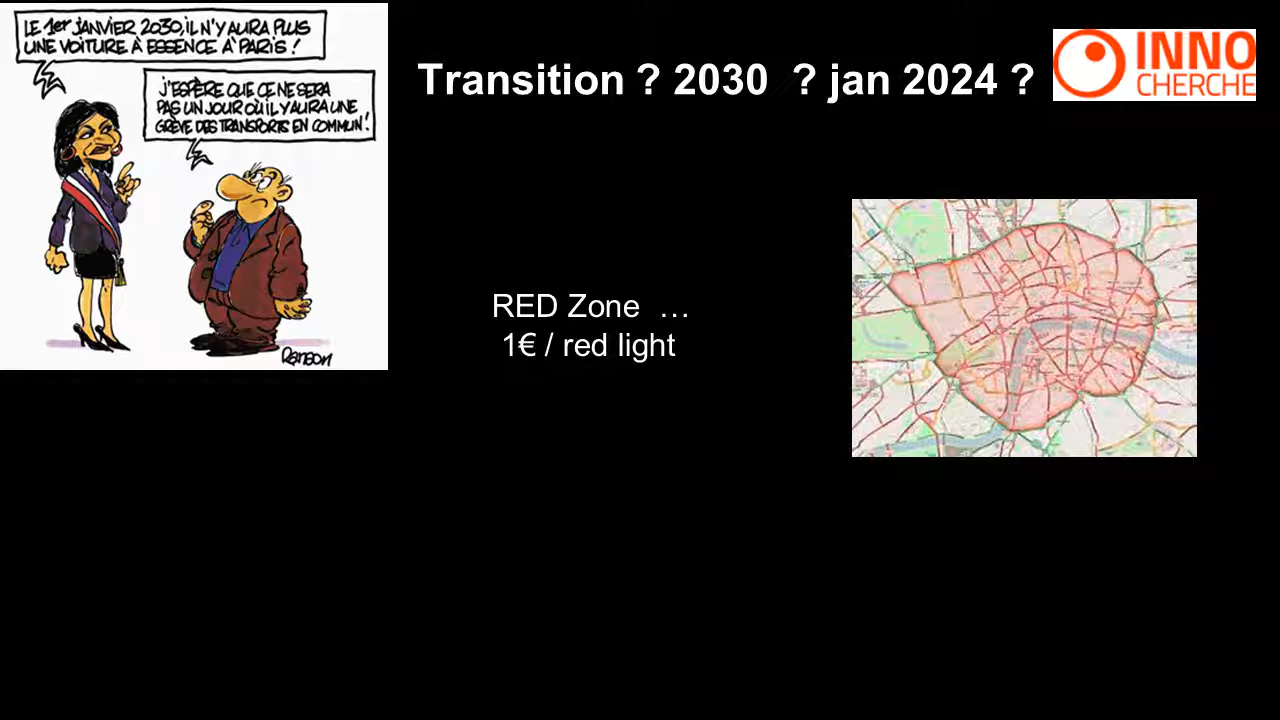 LE 1er JANVIER 2030, IL N'Y AURA PLUS
UNE VOITURE À ESSENCE À PARIS !
J'ESPÈRE QUE CE NE SERA
PAS UN JOUR OÙ IL Y AURA UNE
GRÈVE DES TRANSPORTS EN COMMUN !
Ranson
Transition ? 2030 ? jan 2024 ?
INNO
CHERCHE
RED Zone …
1€ / red light